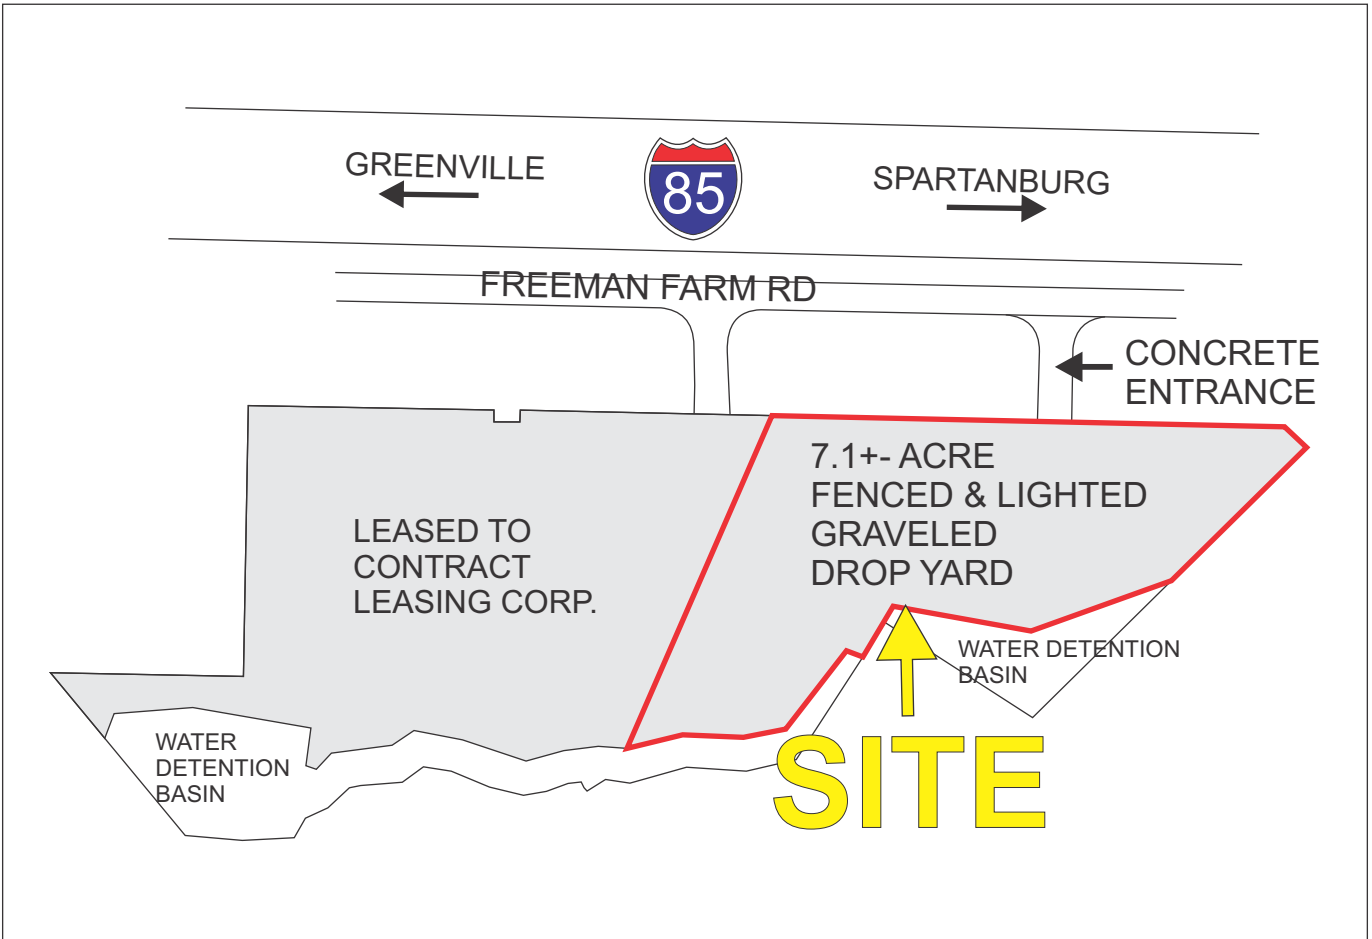 GREENVILLE
85
SPARTANBURG
FREEMAN FARM RD
CONCRETE
ENTRANCE
7.1+- ACRE
FENCED & LIGHTED
GRAVELED
DROP YARD
LEASED TO
CONTRACT
LEASING CORP.
WATER DETENTION
BASIN
WATER
DETENTION
BASIN
SITE